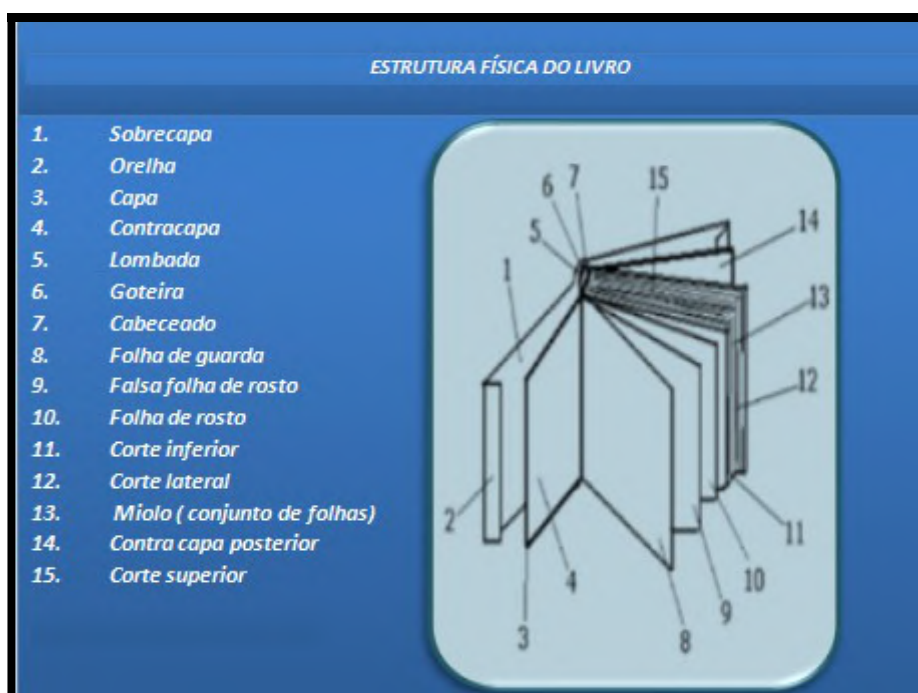 ESTRUTURA FÍSICA DO LIVRO
1. Sobrecapa
2. Orelha
3. Capa
4. Contracapa
5. Lombada
6. Goteira
7. Cabeceado
8. Folha de guarda
9. Falsa folha de rosto
10. Folha de rosto
11. Corte inferior
12. Corte lateral
13. Miolo ( conjunto de folhas)
14. Contra capa posterior
15. Corte superior
6 7 15
14
5
1
13
12
2
11
10
4
9
3
8